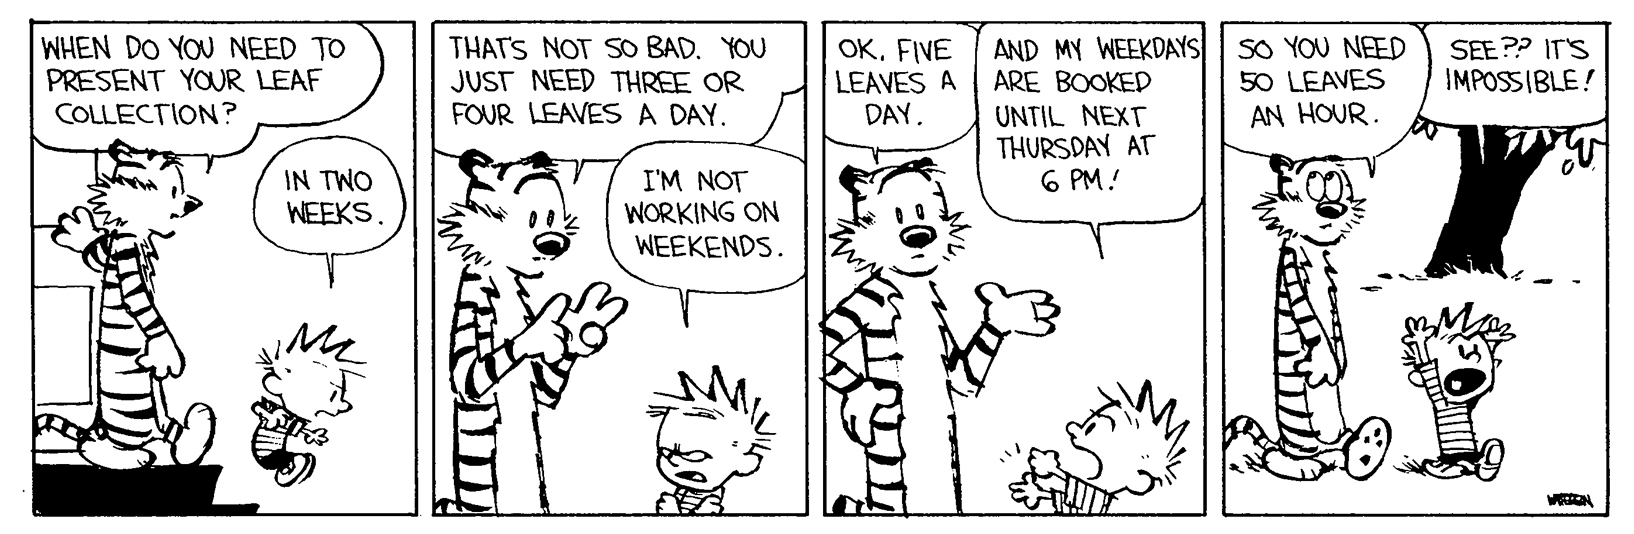 WHEN DO YOU NEED TO
PRESENT YOUR LEAF
COLLECTION?
IN TWO
WEEKS.
THAT'S NOT SO BAD. YOU
JUST NEED THREE OR
FOUR LEAVES A DAY.
I'M NOT
WORKING ON
WEEKENDS.
OK, FIVE
LEAVES A
DAY.
AND MY WEEKDAYS
ARE BOOKED
UNTIL NEXT
THURSDAY AT
6 PM!
SO YOU NEED
50 LEAVES
AN HOUR.
SEE?? IT'S
IMPOSSIBLE!